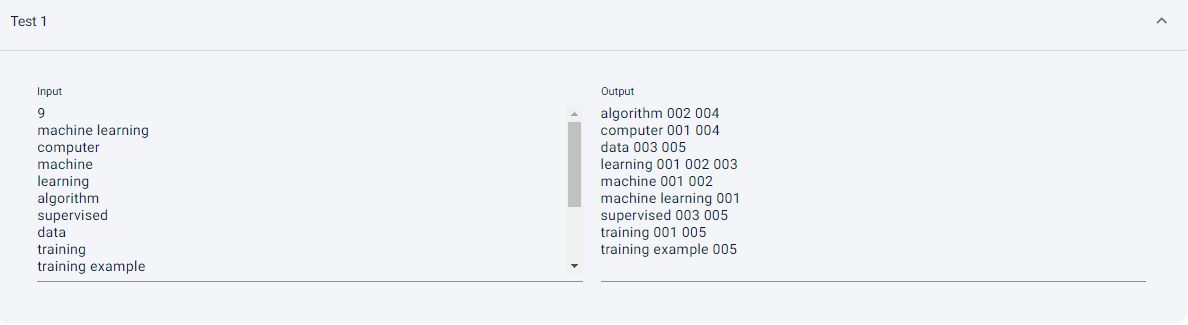 Test 1
Input
9
machine learning
computer
machine
learning
algorithm
supervised
data
training
training example
Output
algorithm 002 004
computer 001 004
data 003 005
learning 001 002 003
machine 001 002
machine learning 001
supervised 003 005
training 001 005
training example 005